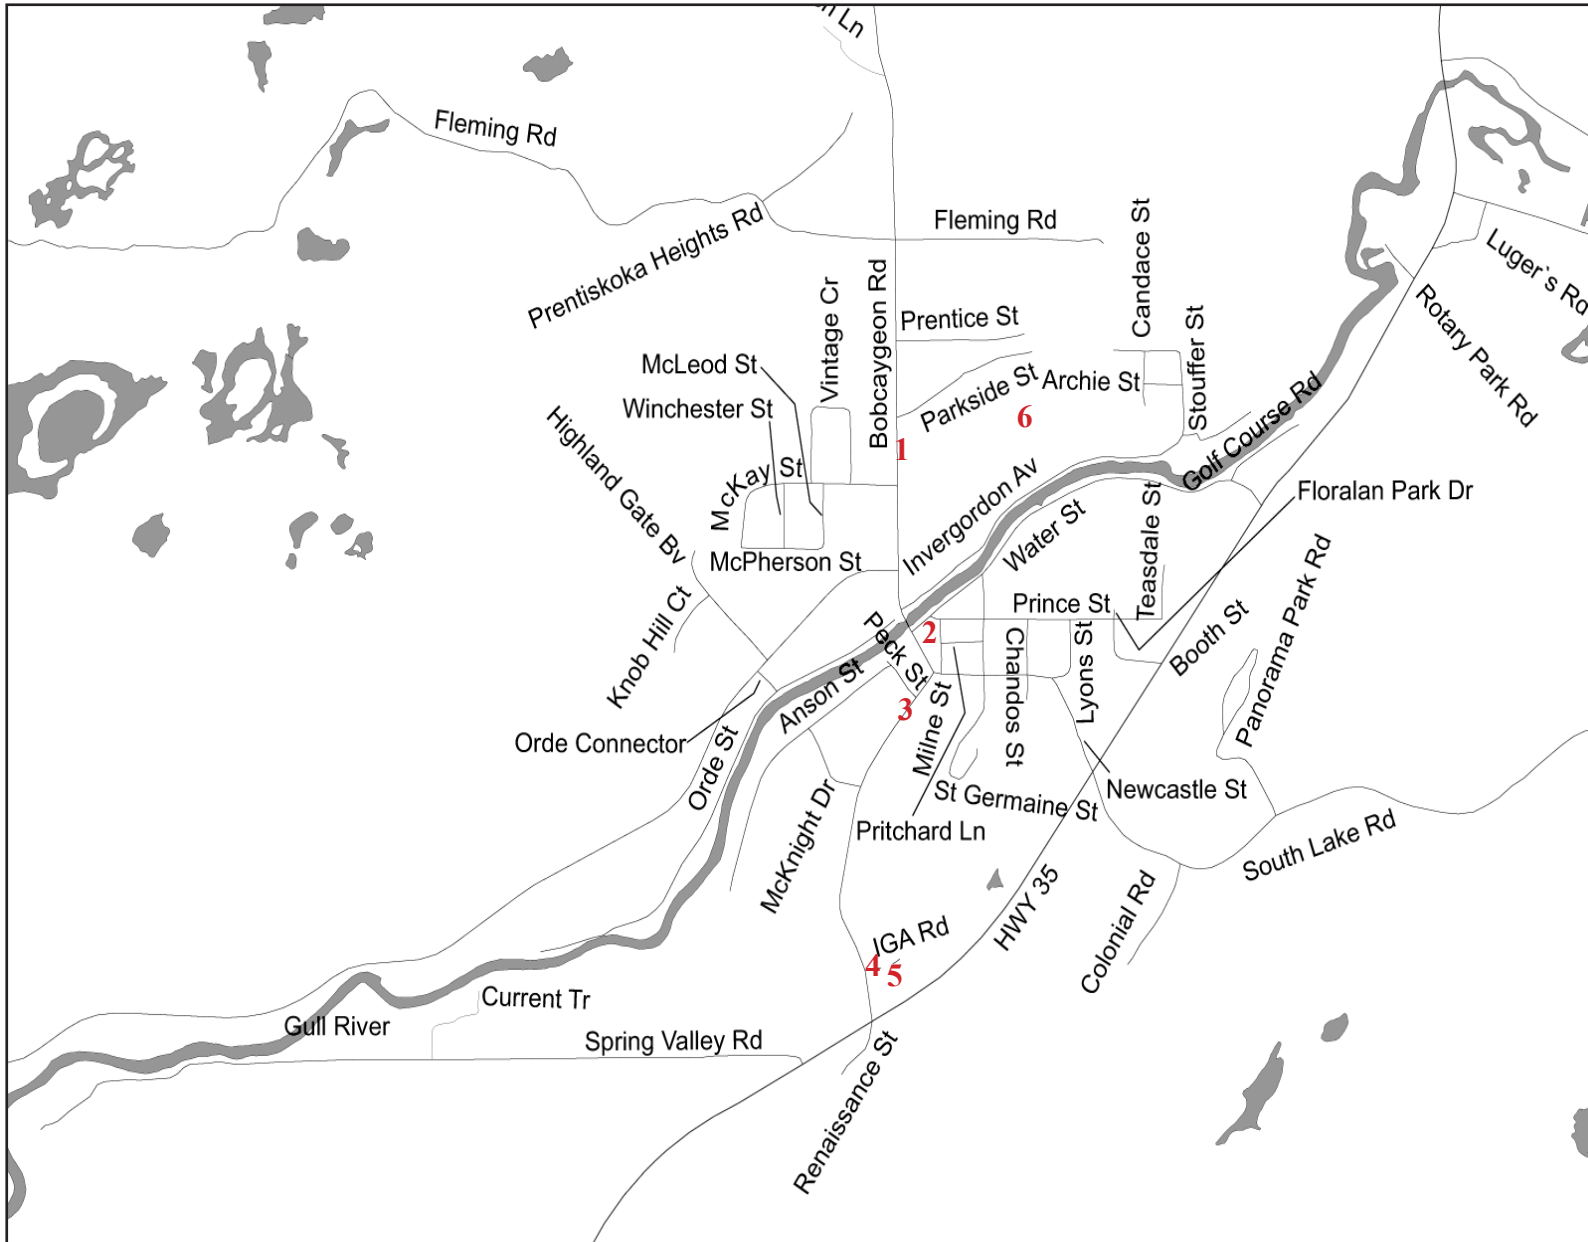 Fleming Rd
Fleming Rd
Candace St
Prentiskoka Heights Rd
Luger`s Rd
Bobcaygeon Rd
Vintage Cr
Prentice St
Stouffer St
Rotary Park Rd
McLeod St
Parkside St
Archie St
Winchester St
6
Golf Course Rd
Highland Gate Bv
1
McKay St
Invergordon Av
Floralan Park Dr
Water St
Teasdale St
McPherson St
Panorama Park Rd
Knob Hill Ct
Prince St
Peck St
2
Booth St
Chandos St
Lyons St
Anson St
3
Milne St
Orde Connector
Orde St
St Germaine St
Newcastle St
Pritchard Ln
McKnight Dr
South Lake Rd
HWY 35
Colonial Rd
IGA Rd
4
5
Current Tr
Gull River
Spring Valley Rd
Renaissance St
Ln